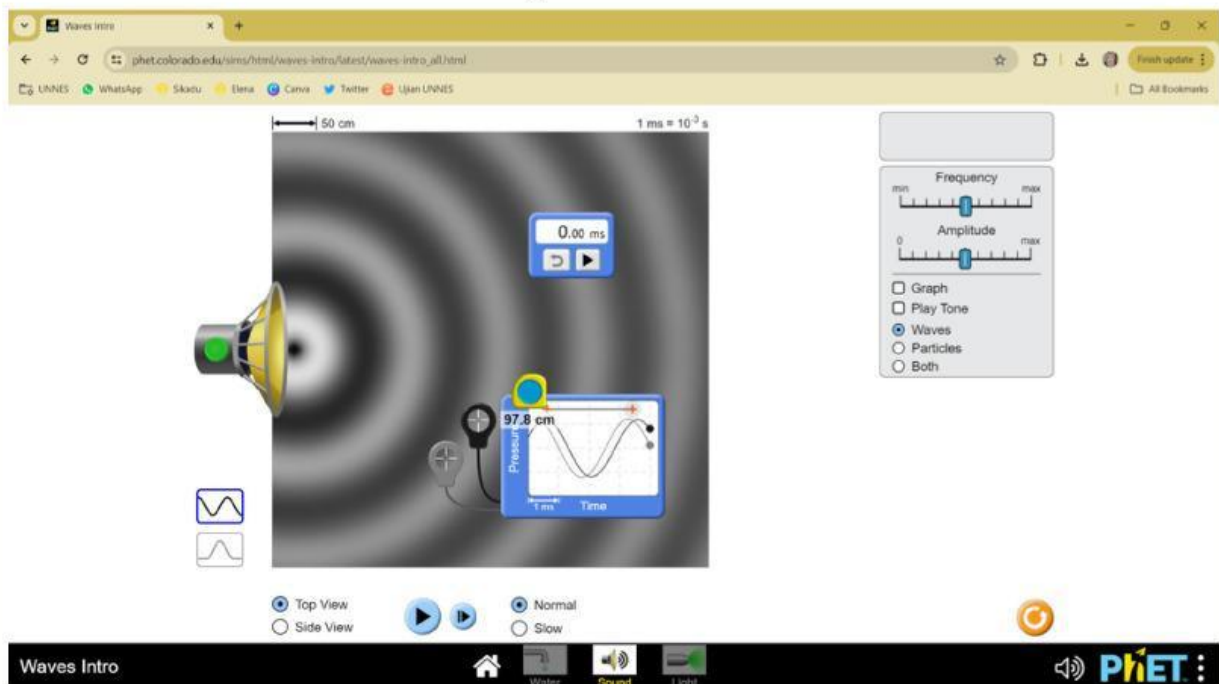 Waves Intro
phet.colorado.edu/sims/html/waves-intro/latest/waves-intro_all.html
Finish update
UNNES WhatsApp Sikadu Elena Canva Twitter Ujian UNNES
All Bookmarks
50 cm
1 ms = 10⁻³ s
Frequency
min max
Amplitude
0 max
Graph
Play Tone
Waves
Particles
Both
0.00 ms
97.8 cm
Pressure
1 ms Time
Top View
Side View
Normal
Slow
Waves Intro
Water Sound Light
PhET